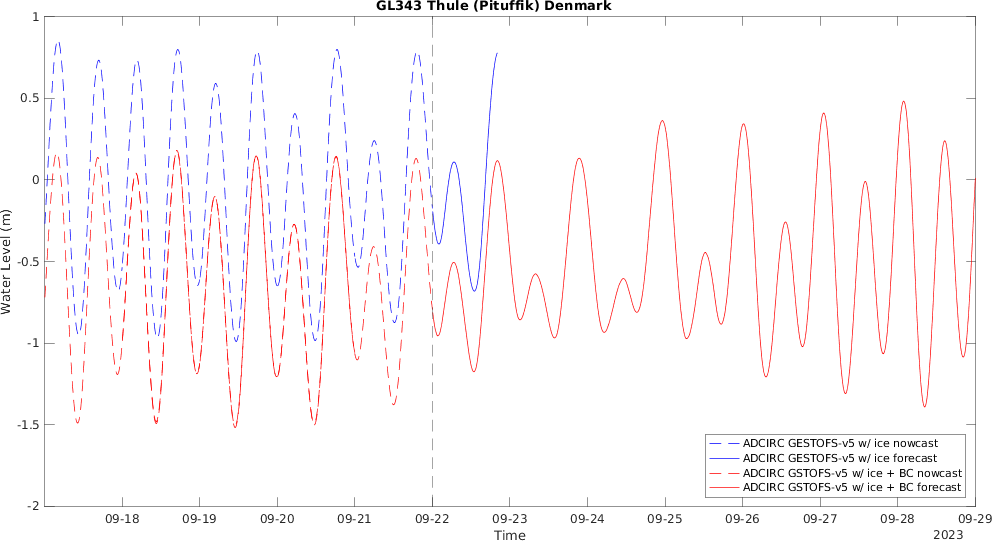 GL343 Thule (Pituffik) Denmark
Water Level (m)
1
0.5
0
-0.5
-1
-1.5
-2
09-18 09-19 09-20 09-21 09-22 09-23 09-24 09-25 09-26 09-27 09-28 09-29
Time
2023
ADCIRC GESTOFS-v5 w/ ice nowcast
ADCIRC GESTOFS-v5 w/ ice forecast
ADCIRC GSTOFS-v5 w/ ice + BC nowcast
ADCIRC GSTOFS-v5 w/ ice + BC forecast